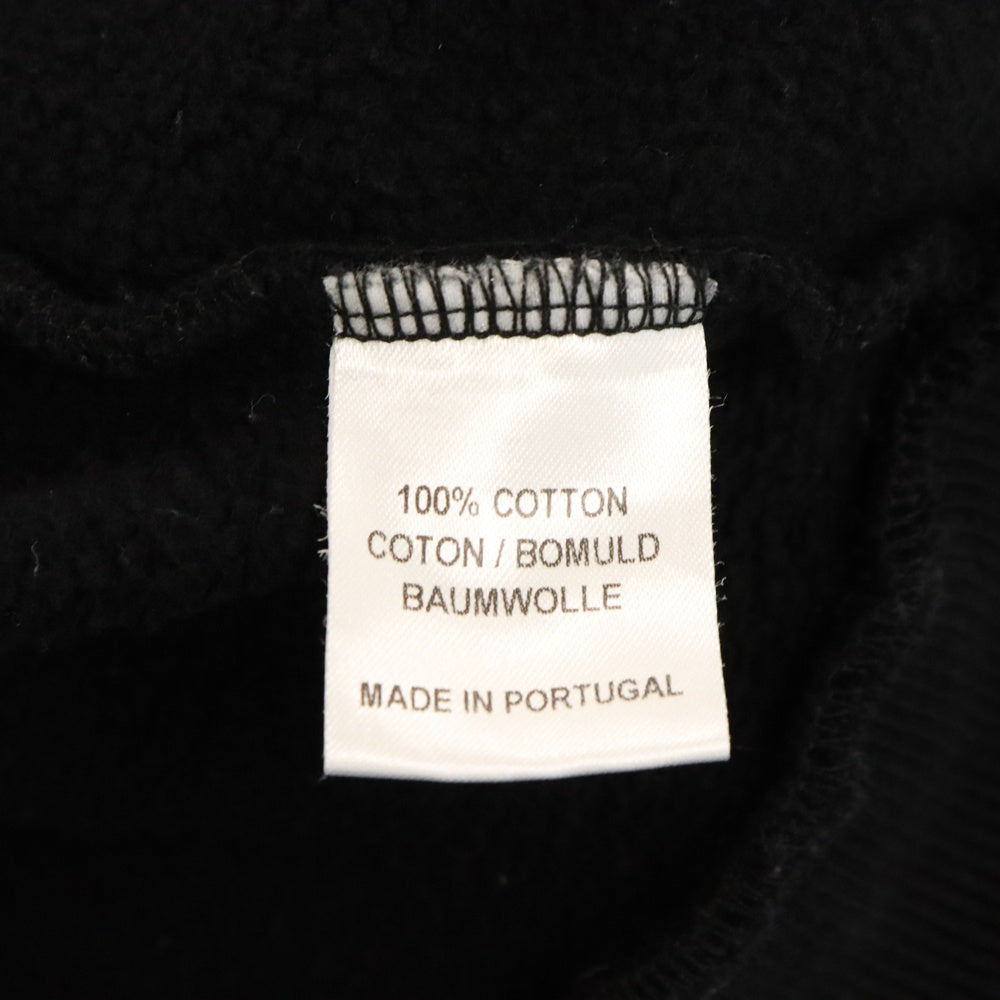 100% COTTON
COTON / BOMULD
BAUMWOLLE
MADE IN PORTUGAL